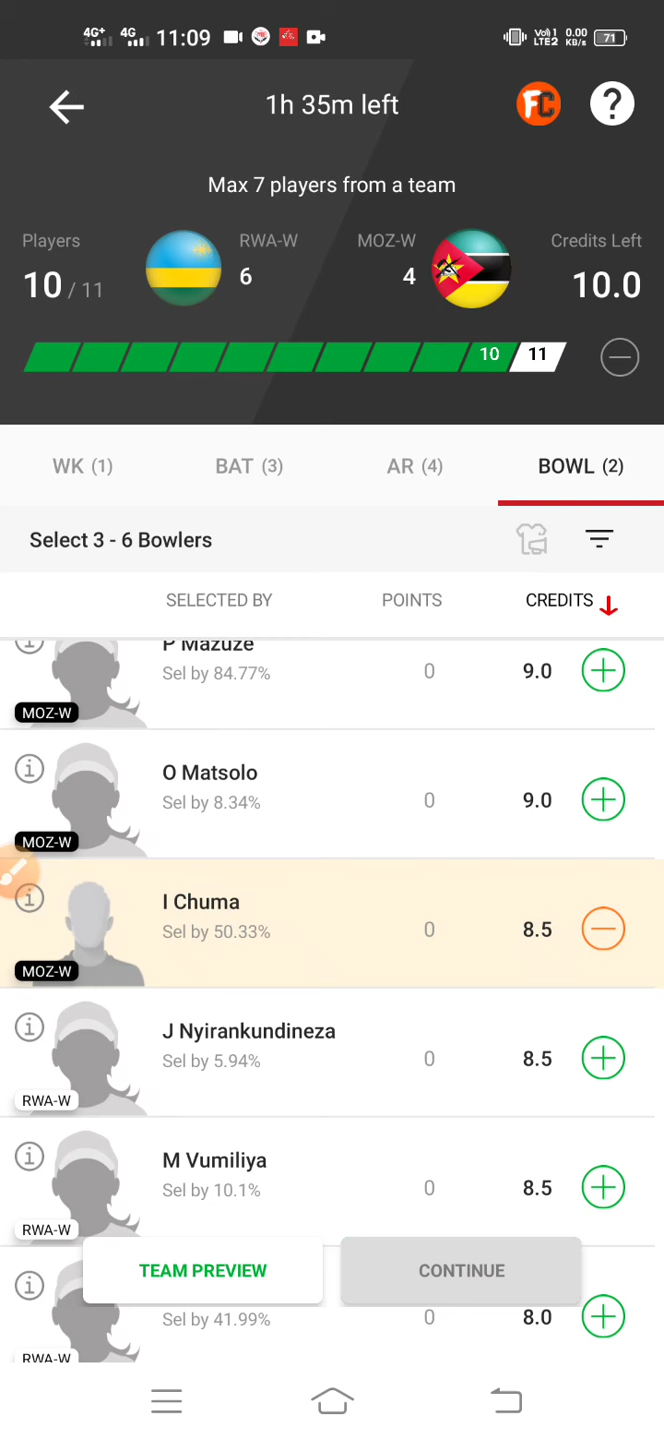 4G+ 4G 11:09 Vol) 1 LTE2 0.00 KB/s 71
1h 35m left FC ?
Max 7 players from a team
Players RWA-W MOZ-W Credits Left
10 / 11 6 4 10.0
10 11
WK (1) BAT (3) AR (4) BOWL (2)
Select 3 - 6 Bowlers
SELECTED BY POINTS CREDITS
P Mazuze
Sel by 84.77% 0 9.0
MOZ-W
O Matsolo
Sel by 8.34% 0 9.0
MOZ-W
I Chuma
Sel by 50.33% 0 8.5
MOZ-W
J Nyirankundineza
Sel by 5.94% 0 8.5
RWA-W
M Vumiliya
Sel by 10.1% 0 8.5
RWA-W
TEAM PREVIEW CONTINUE
Sel by 41.99% 0 8.0
RWA-W